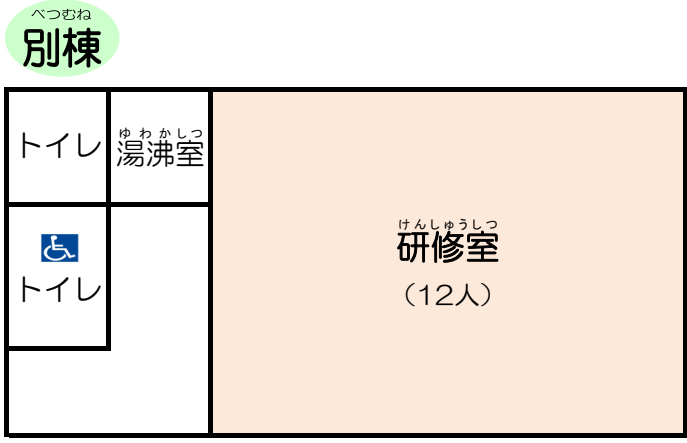 べつむね
別棟
トイレ
ゆわかしつ
湯沸室
トイレ
けんしゅうしつ
研修室
（12人）